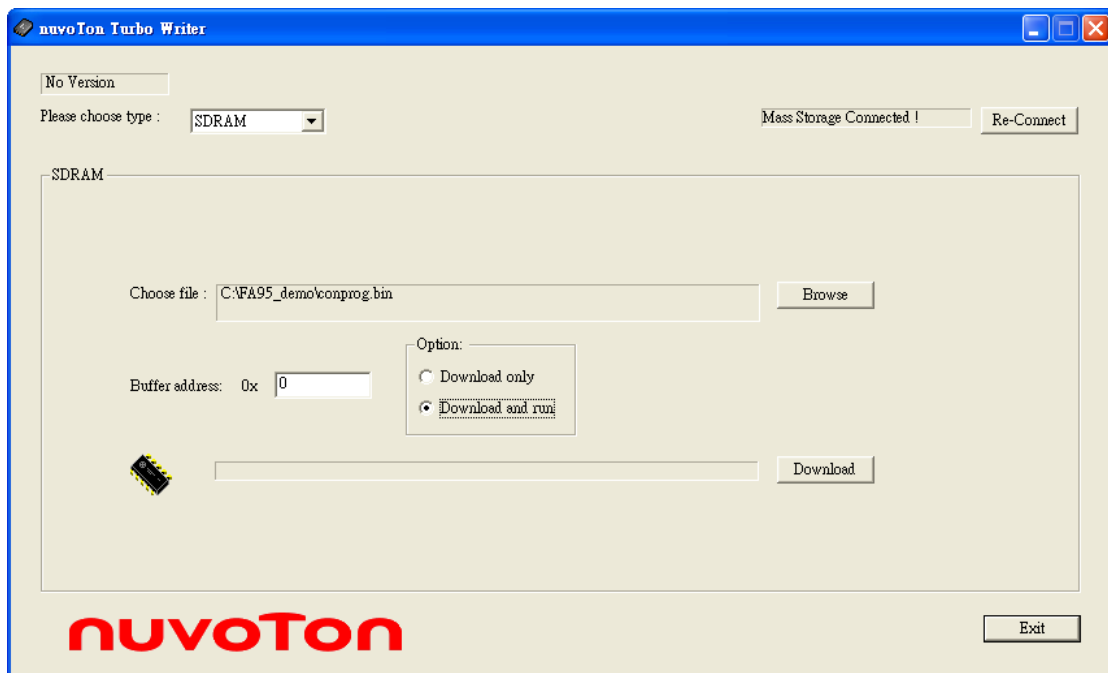 nuvoTon Turbo Writer
No Version
Please choose type :
SDRAM
Mass Storage Connected !
Re-Connect
SDRAM
Choose file :
C:\FA95_demo\conprog.bin
Browse
Option:
Download only
Buffer address:
0x
0
Download and run
Download
nuvoTon
Exit